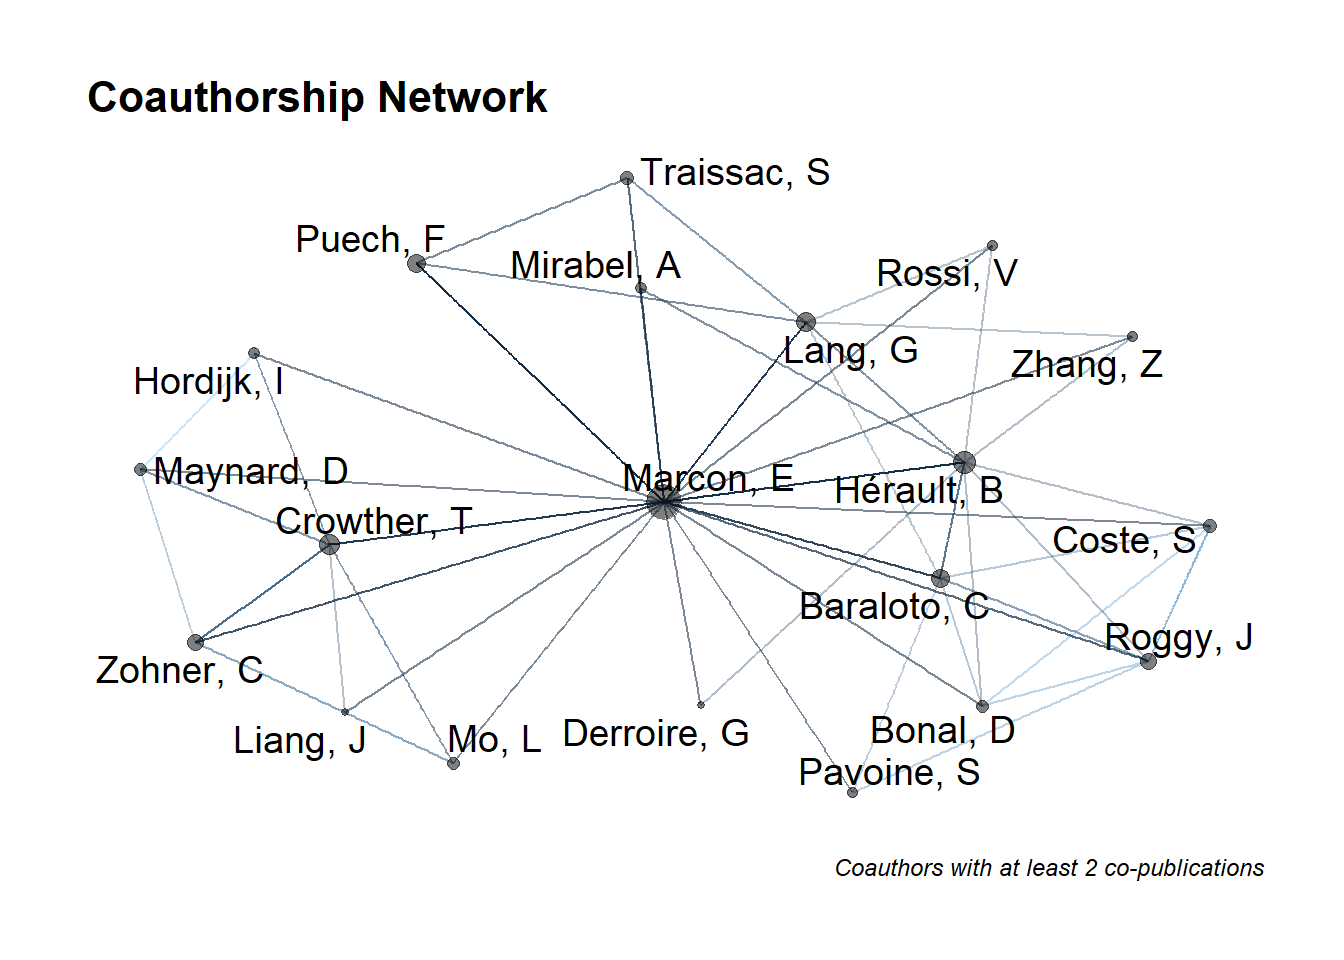 Coauthorship Network
Traissac, S
Puech, F
Mirabel, A
Rossi, V
Lang, G
Zhang, Z
Hordijk, I
Maynard, D
Marcon, E
Hérault, B
Crowther, T
Coste, S
Baraloto, C
Roggy, J
Zohner, C
Liang, J
Mo, L
Derroire, G
Bonal, D
Pavoine, S
Coauthors with at least 2 co-publications